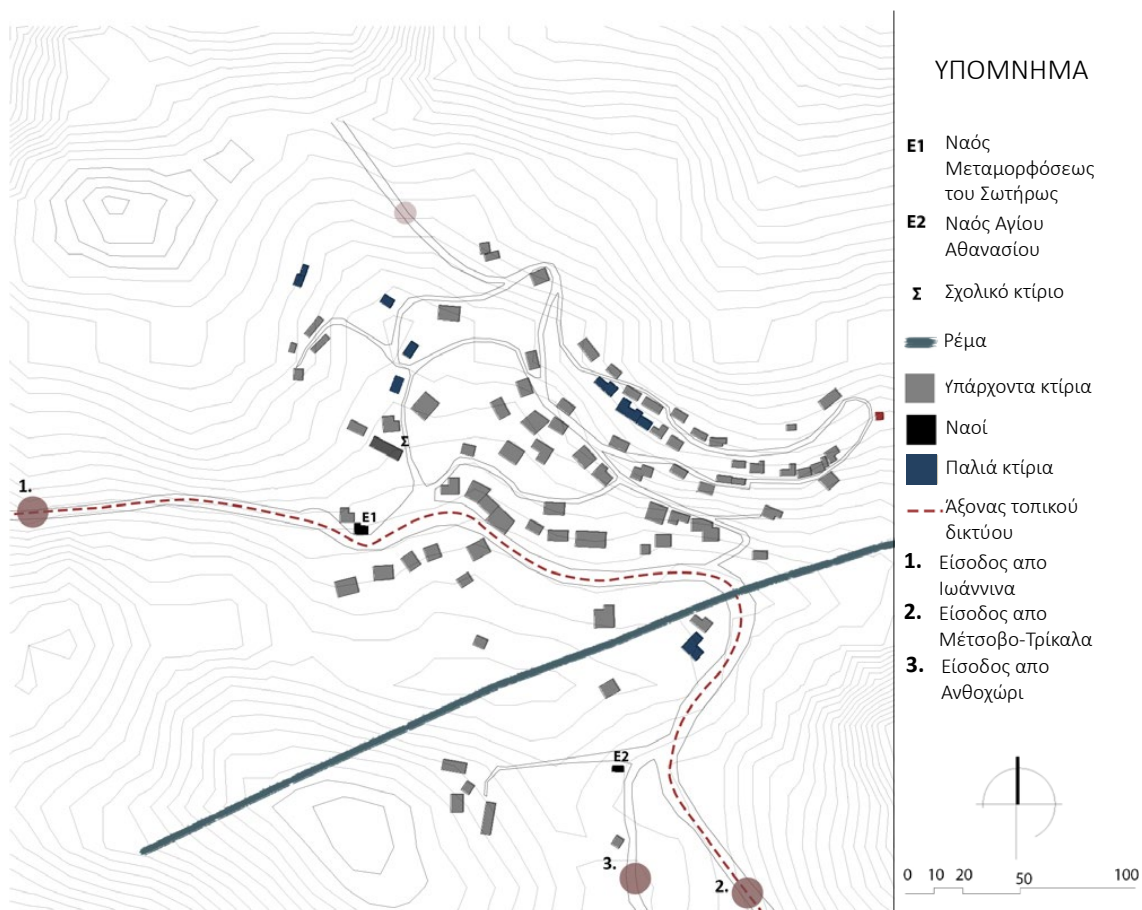 ΥΠΟΜΝΗΜΑ
Ε1 Ναός
Μεταμορφόσεως
του Σωτήρως
Ε2 Ναός Αγίου
Αθανασίου
Σ Σχολικό κτίριο
Ρέμα
Υπάρχοντα κτίρια
Ναοί
Παλιά κτίρια
Άξονας τοπικού
δικτύου
1. Είσοδος απο
Ιωάννινα
2. Είσοδος απο
Μέτσοβο-Τρίκαλα
3. Είσοδος απο
Ανθοχώρι
0 10 20 50 100
Σ
1.
Ε1
Ε2
3.
2.